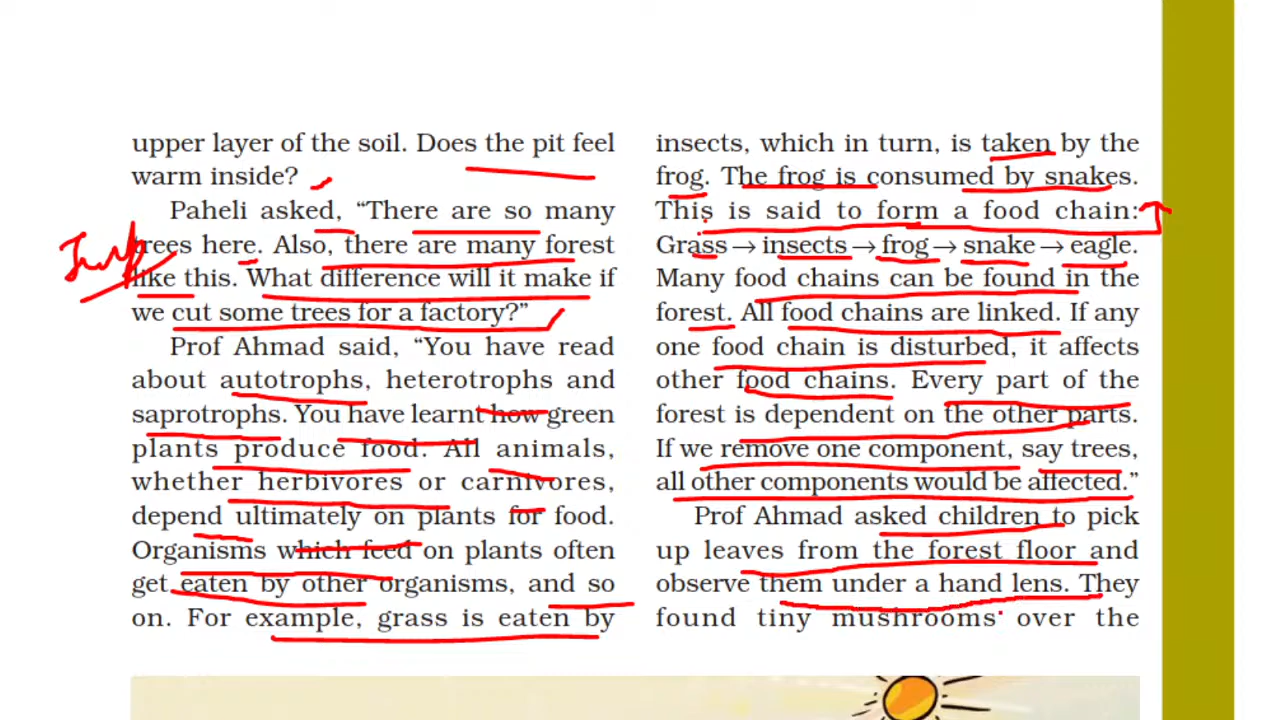 upper layer of the soil. Does the pit feel
warm inside?
Paheli asked, “There are so many
trees here. Also, there are many forest
like this. What difference will it make if
we cut some trees for a factory?”
Prof Ahmad said, “You have read
about autotrophs, heterotrophs and
saprotrophs. You have learnt how green
plants produce food. All animals,
whether herbivores or carnivores,
depend ultimately on plants for food.
Organisms which feed on plants often
get eaten by other organisms, and so
on. For example, grass is eaten by
insects, which in turn, is taken by the
frog. The frog is consumed by snakes.
This is said to form a food chain:
Grass→insects→frog→snake→eagle.
Many food chains can be found in the
forest. All food chains are linked. If any
one food chain is disturbed, it affects
other food chains. Every part of the
forest is dependent on the other parts.
If we remove one component, say trees,
all other components would be affected.”
Prof Ahmad asked children to pick
up leaves from the forest floor and
observe them under a hand lens. They
found tiny mushrooms over the